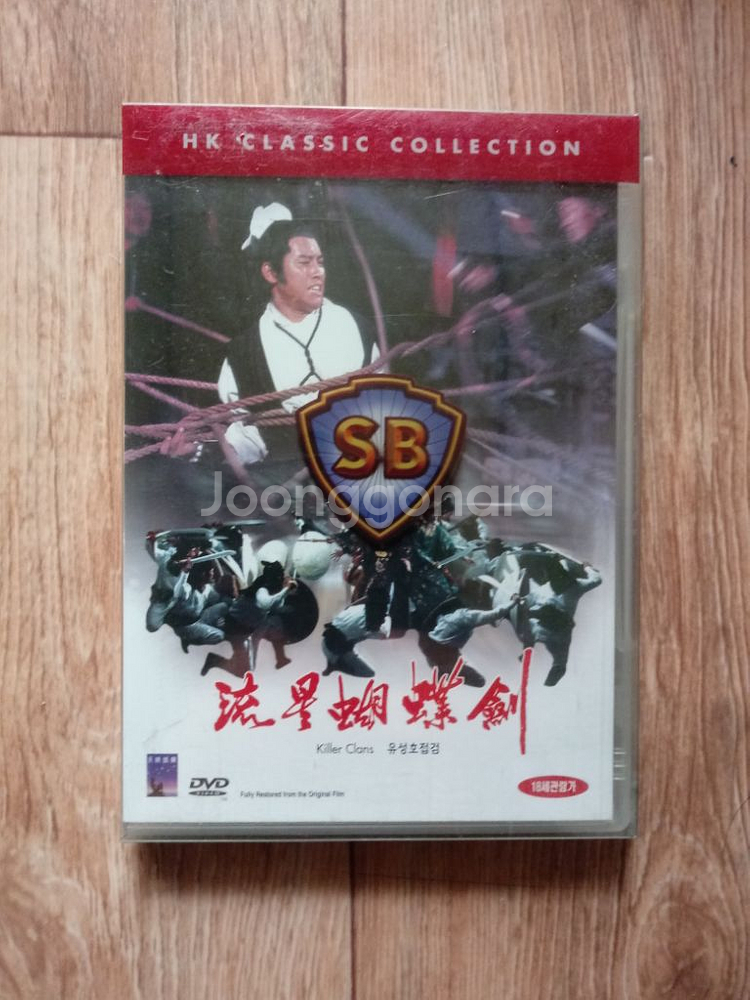 HK CLASSIC COLLECTION
SB
Joonggonara
流星蝴蝶劍
Killer Clans 유성호접검
DVD
VIDEO
Fully Restored from the Original Film
18세관람가